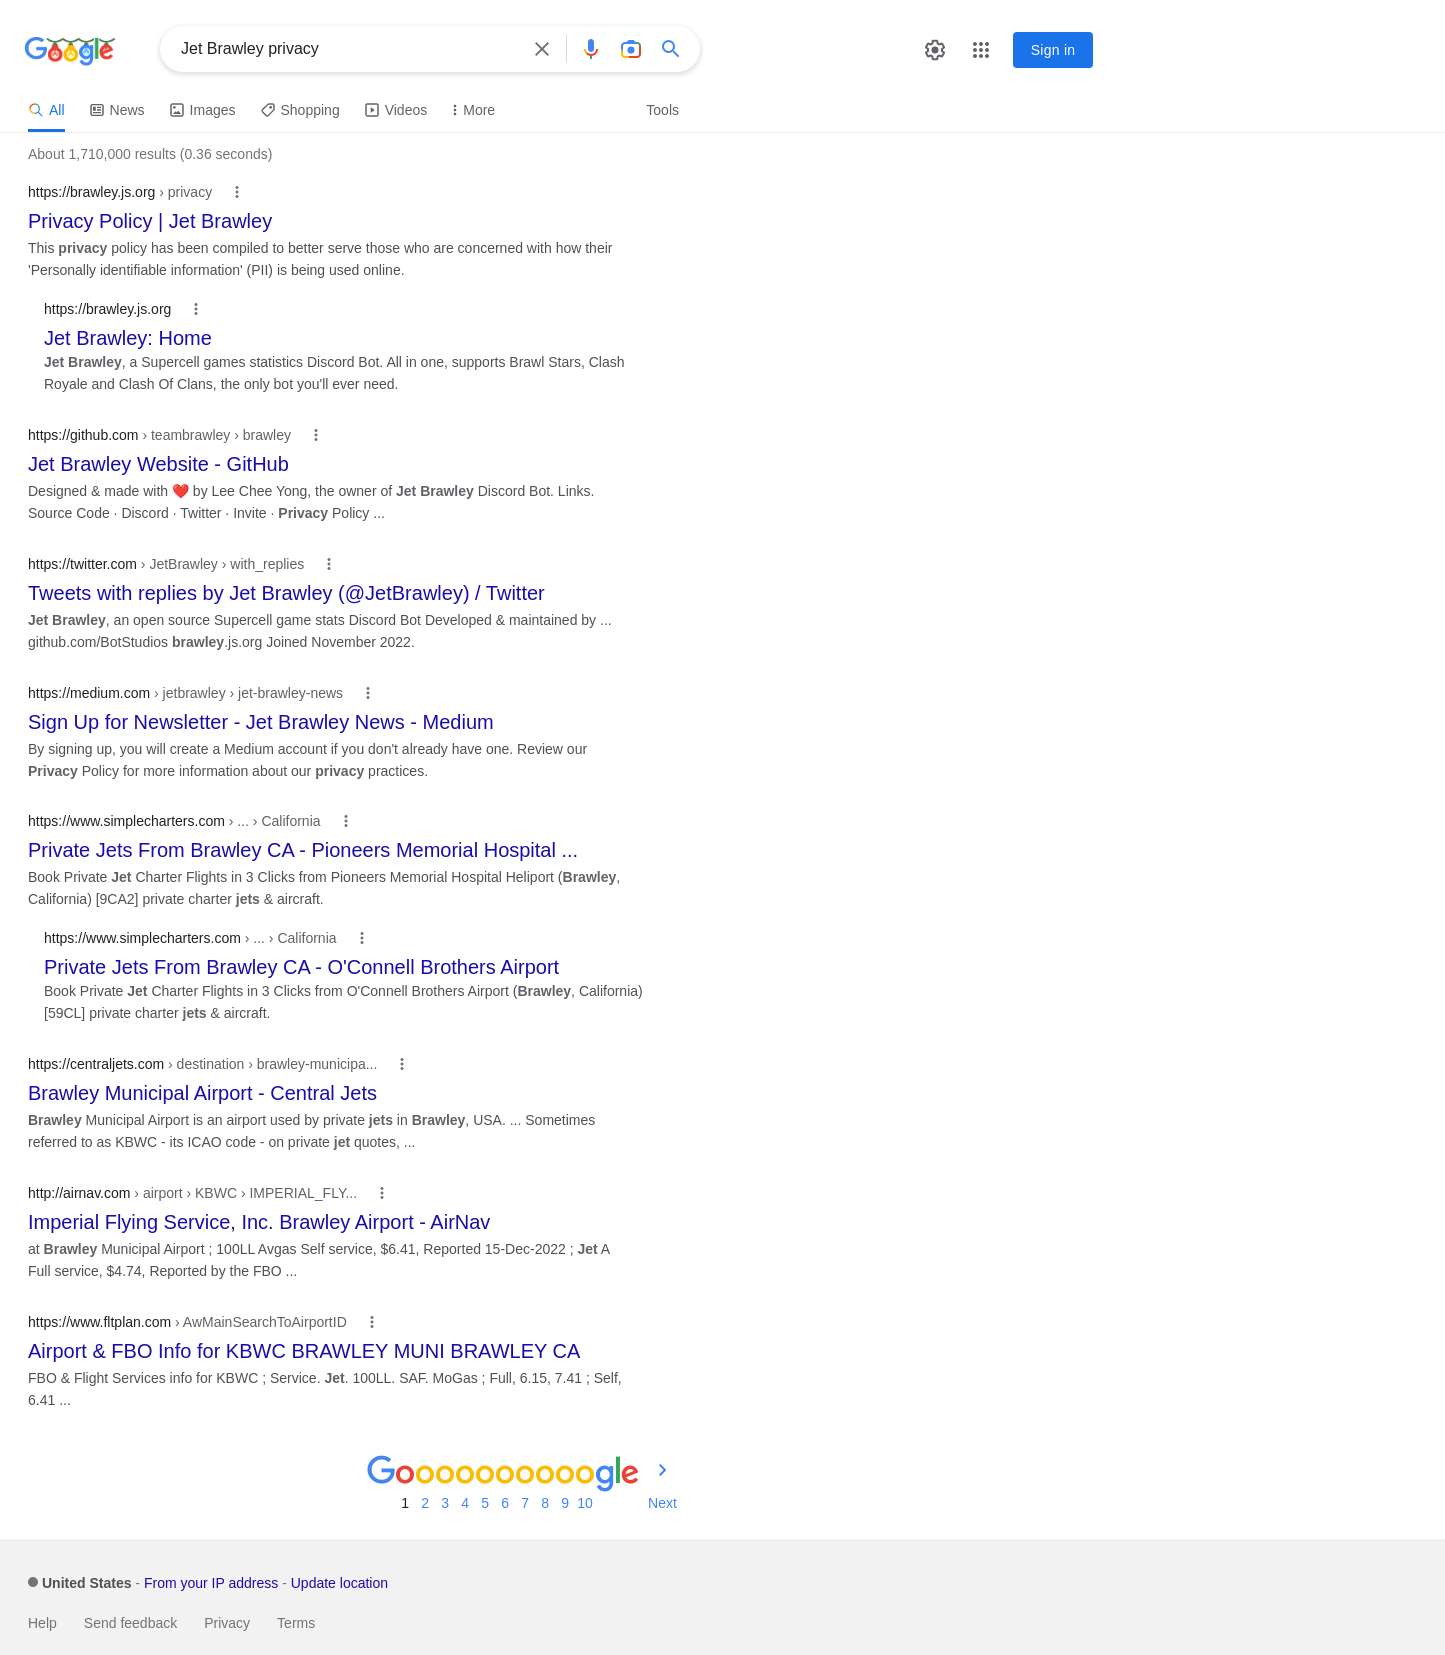 Google
Jet Brawley privacy
Sign in
All News Images Shopping Videos More Tools
About 1,710,000 results (0.36 seconds)
https://brawley.js.org › privacy
Privacy Policy | Jet Brawley
This privacy policy has been compiled to better serve those who are concerned with how their
'Personally identifiable information' (PII) is being used online.
https://brawley.js.org
Jet Brawley: Home
Jet Brawley, a Supercell games statistics Discord Bot. All in one, supports Brawl Stars, Clash
Royale and Clash Of Clans, the only bot you'll ever need.
https://github.com › teambrawley › brawley
Jet Brawley Website - GitHub
Designed & made with ❤️ by Lee Chee Yong, the owner of Jet Brawley Discord Bot. Links.
Source Code · Discord · Twitter · Invite · Privacy Policy ...
https://twitter.com › JetBrawley › with_replies
Tweets with replies by Jet Brawley (@JetBrawley) / Twitter
Jet Brawley, an open source Supercell game stats Discord Bot Developed & maintained by ...
github.com/BotStudios brawley.js.org Joined November 2022.
https://medium.com › jetbrawley › jet-brawley-news
Sign Up for Newsletter - Jet Brawley News - Medium
By signing up, you will create a Medium account if you don't already have one. Review our
Privacy Policy for more information about our privacy practices.
https://www.simplecharters.com › ... › California
Private Jets From Brawley CA - Pioneers Memorial Hospital ...
Book Private Jet Charter Flights in 3 Clicks from Pioneers Memorial Hospital Heliport (Brawley,
California) [9CA2] private charter jets & aircraft.
https://www.simplecharters.com › ... › California
Private Jets From Brawley CA - O'Connell Brothers Airport
Book Private Jet Charter Flights in 3 Clicks from O'Connell Brothers Airport (Brawley, California)
[59CL] private charter jets & aircraft.
https://centraljets.com › destination › brawley-municipa...
Brawley Municipal Airport - Central Jets
Brawley Municipal Airport is an airport used by private jets in Brawley, USA. ... Sometimes
referred to as KBWC - its ICAO code - on private jet quotes, ...
http://airnav.com › airport › KBWC › IMPERIAL_FLY...
Imperial Flying Service, Inc. Brawley Airport - AirNav
at Brawley Municipal Airport ; 100LL Avgas Self service, $6.41, Reported 15-Dec-2022 ; Jet A
Full service, $4.74, Reported by the FBO ...
https://www.fltplan.com › AwMainSearchToAirportID
Airport & FBO Info for KBWC BRAWLEY MUNI BRAWLEY CA
FBO & Flight Services info for KBWC ; Service. Jet. 100LL. SAF. MoGas ; Full, 6.15, 7.41 ; Self,
6.41 ...
Goooooooooogle
1 2 3 4 5 6 7 8 9 10 Next
United States - From your IP address - Update location
Help Send feedback Privacy Terms